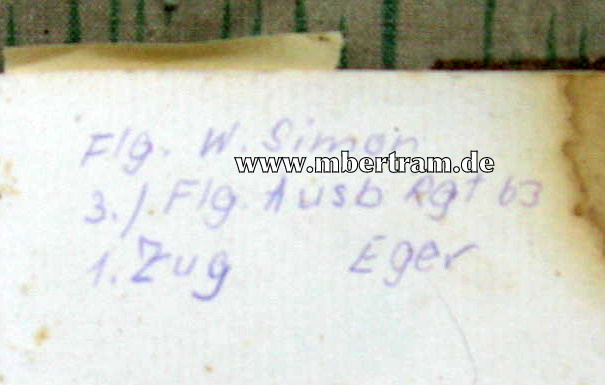 Flg. W. Simon
www.mbertram.de
3./ Flg. Ausb Rgt 63
1. Zug Eger